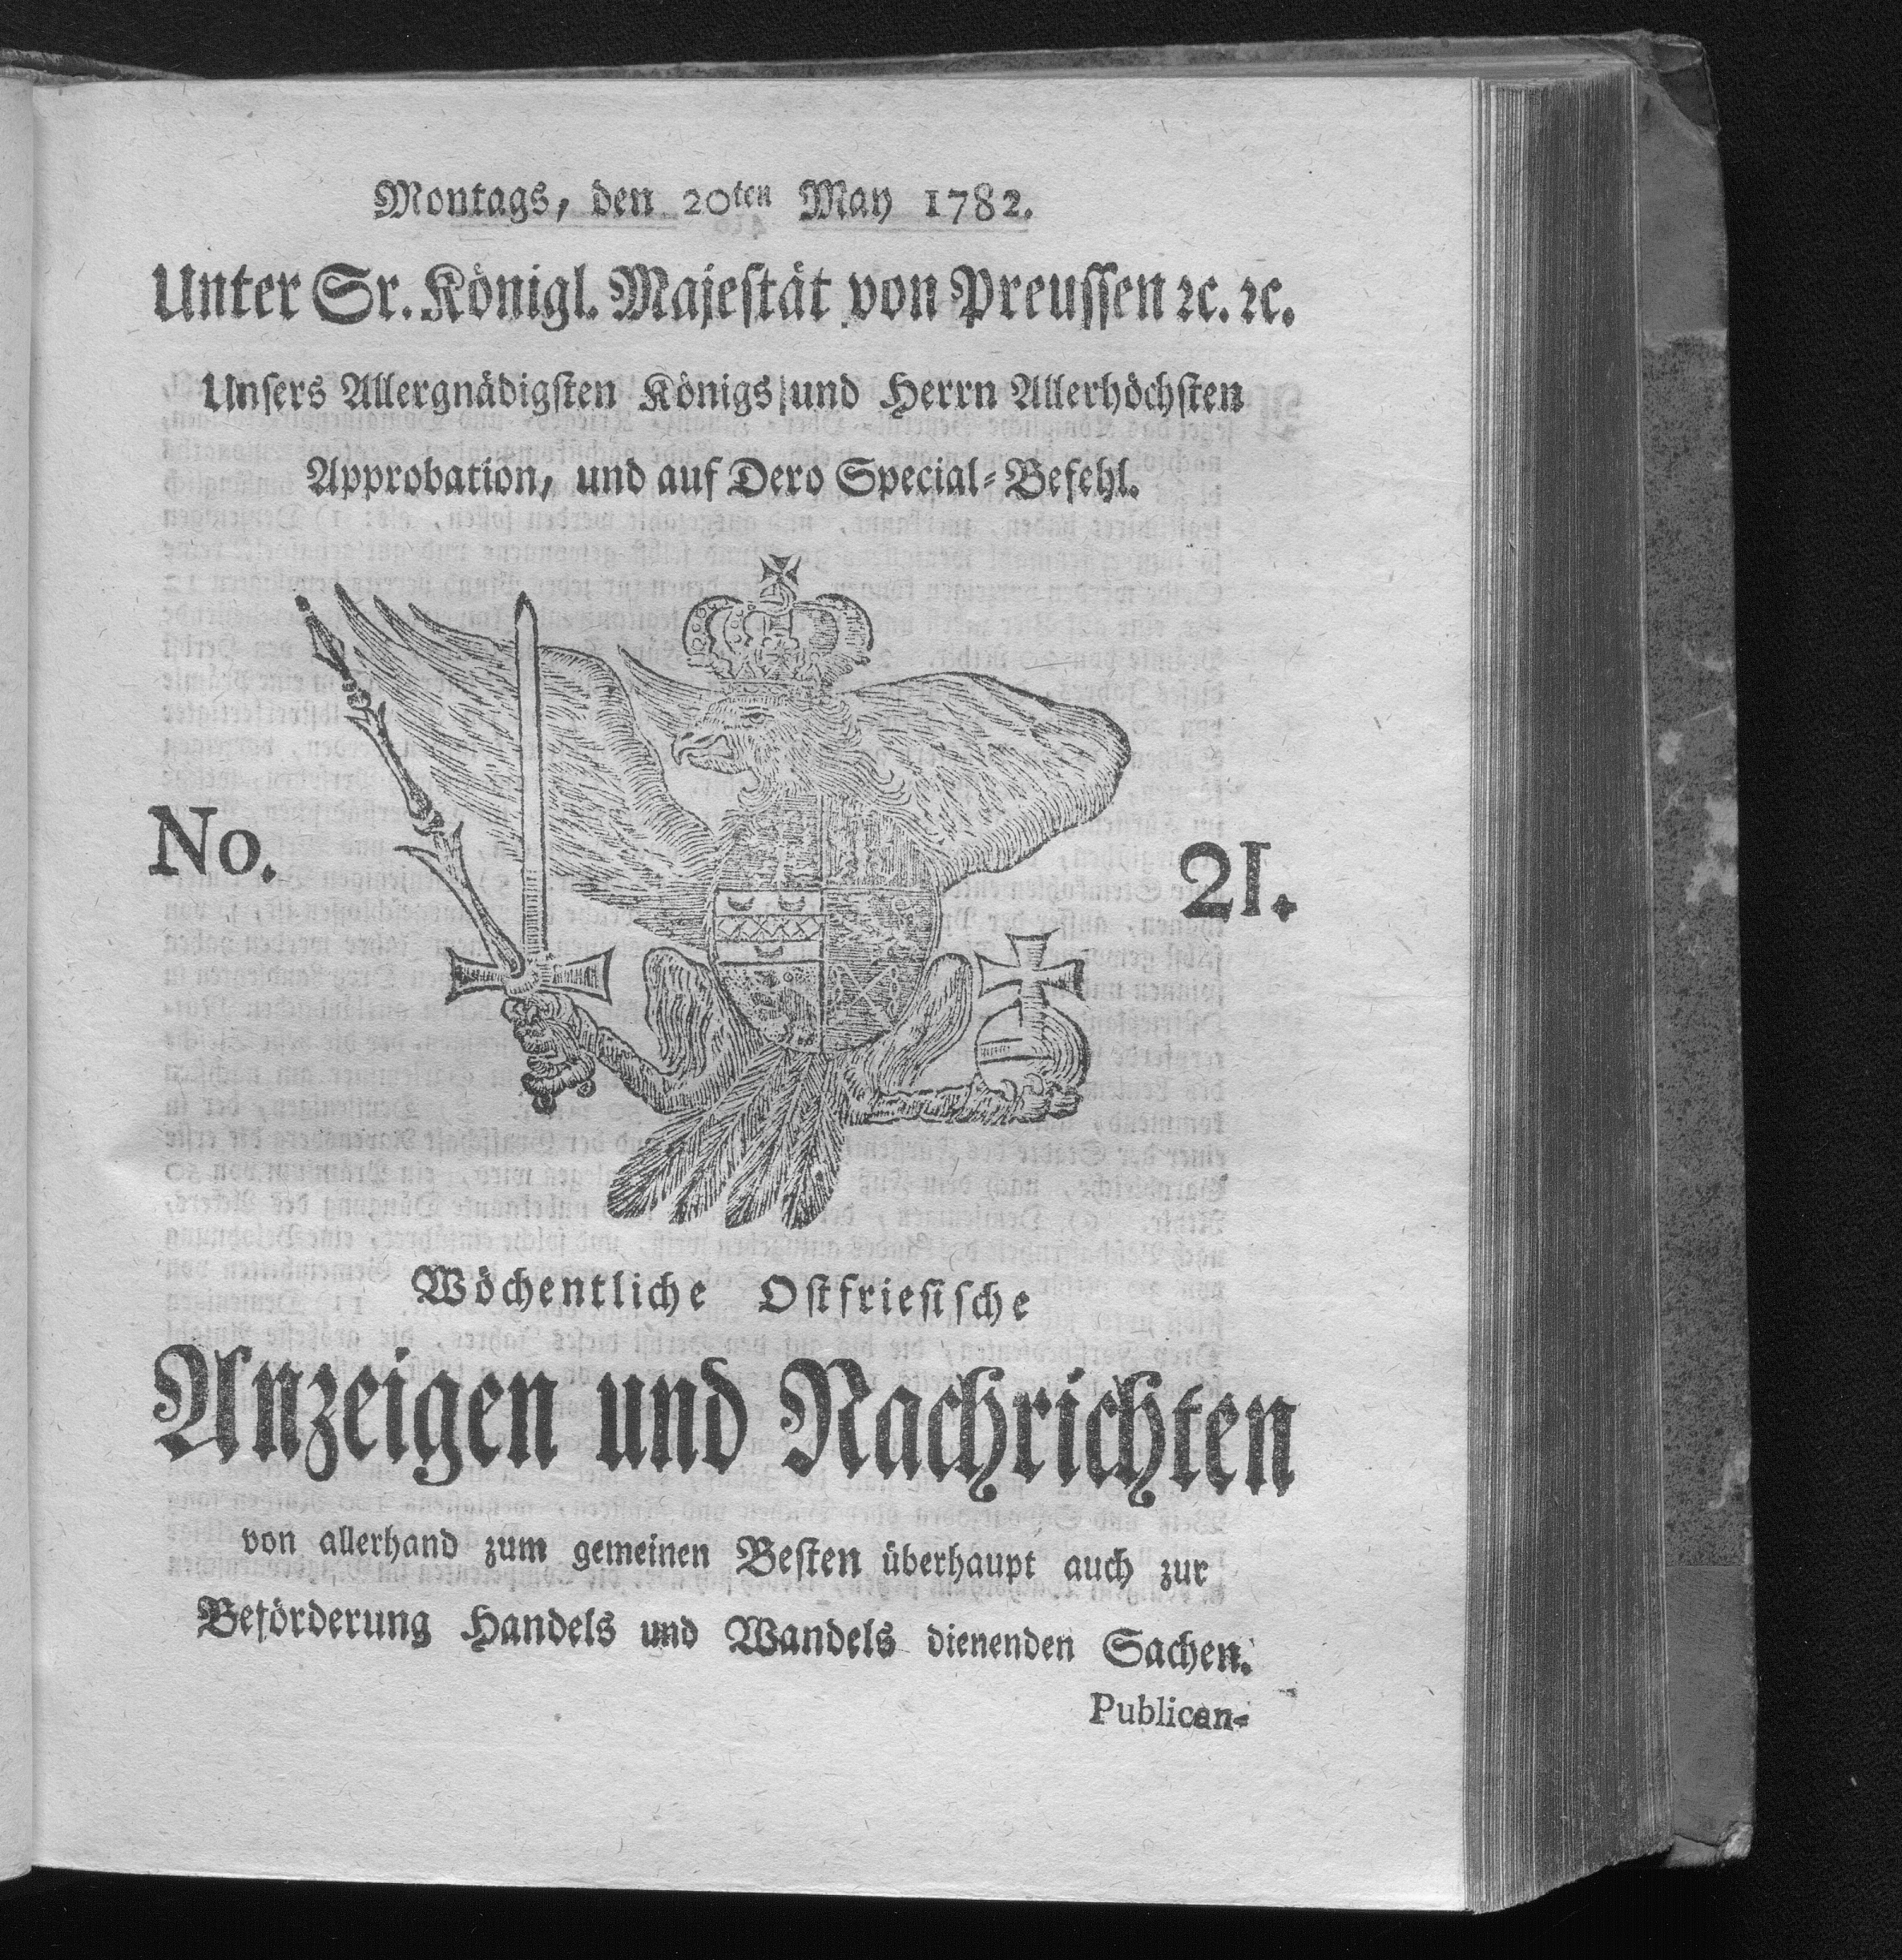 Montags, den 20ten May 1782.
Unter Sr. Königl. Majestät von Preussen ꝛc. ꝛc.
Unsers Allergnädigsten Königs und Herrn Allerhöchsten
Approbation, und auf Dero Special-Befehl.
No. 21.
Wöchentliche Ostfriesische
Anzeigen und Nachrichten
von allerhand zum gemeinen Besten überhaupt auch zur
Beförderung Handels und Wandels dienenden Sachen.
Publican-